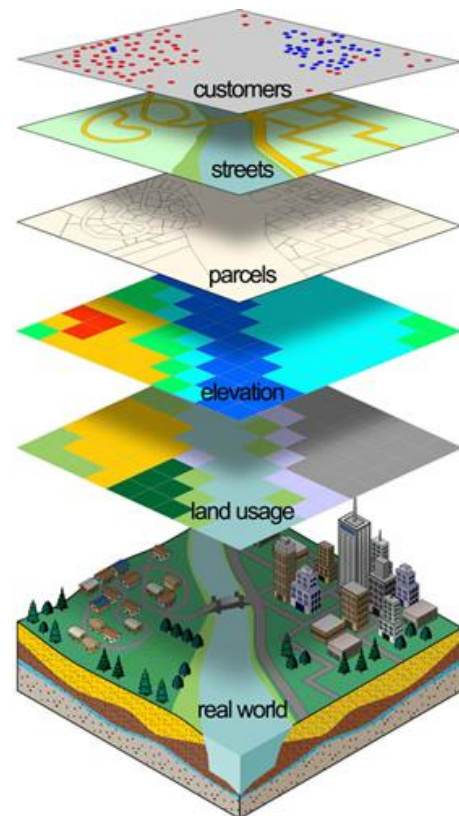 customers
streets
parcels
elevation
land usage
real world